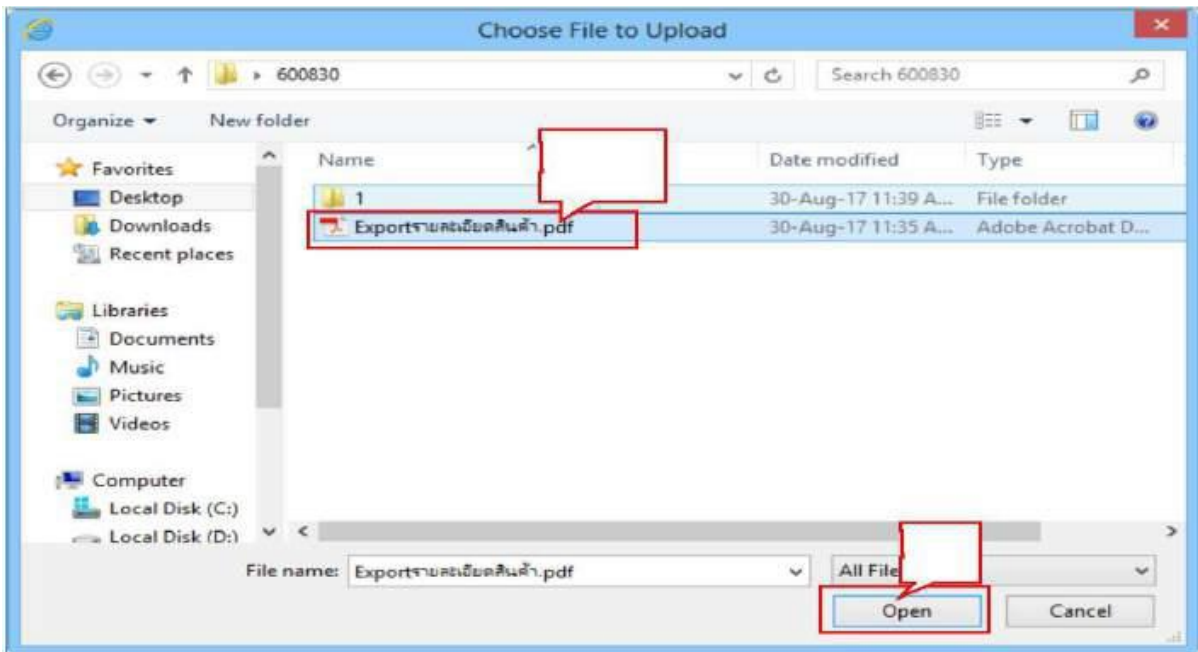 Choose File to Upload
600830
Search 600830
Organize
New folder
Name
Date modified
Type
Favorites
Desktop
Downloads
Recent places
Libraries
Documents
Music
Pictures
Videos
Computer
Local Disk (C:)
Local Disk (D:)
1
30-Aug-17 11:39 A...
File folder
Exportรายละเอียดสินค้า.pdf
30-Aug-17 11:35 A...
Adobe Acrobat D...
File name:
Exportรายละเอียดสินค้า.pdf
All File
Open
Cancel